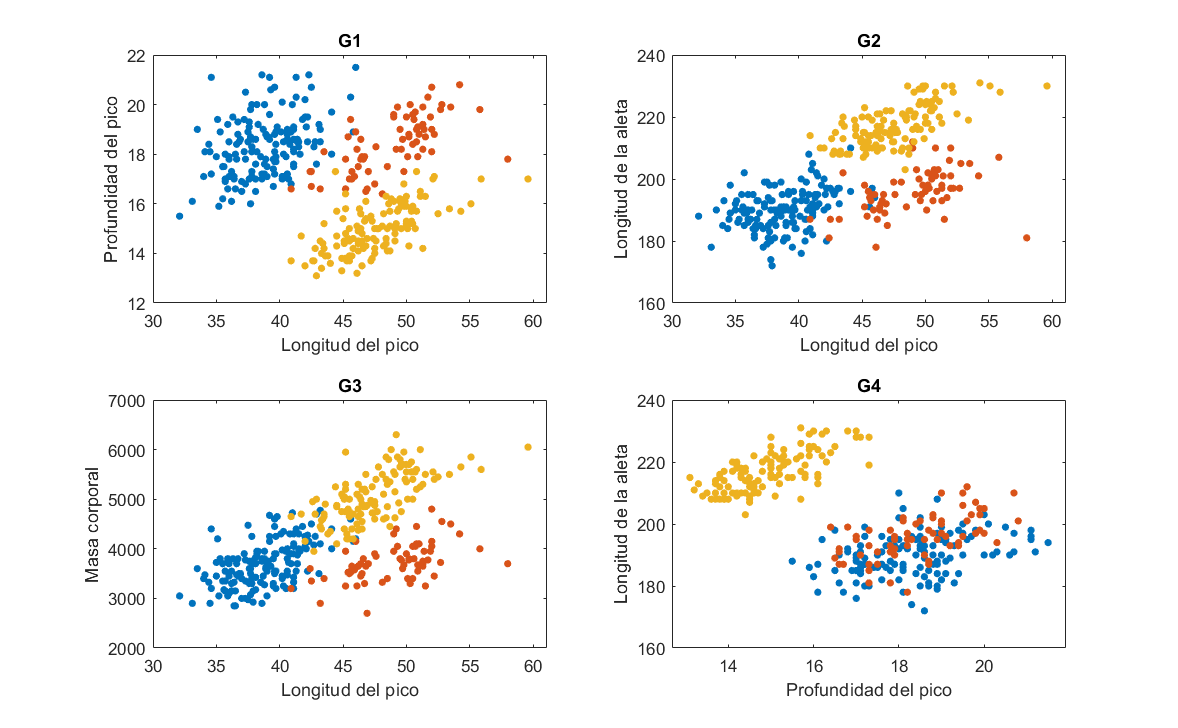 G1
22
20
18
16
14
12
Profundidad del pico
30 35 40 45 50 55 60
Longitud del pico
G2
240
220
200
180
160
Longitud de la aleta
30 35 40 45 50 55 60
Longitud del pico
G3
7000
6000
5000
4000
3000
2000
Masa corporal
30 35 40 45 50 55 60
Longitud del pico
G4
240
220
200
180
160
Longitud de la aleta
14 16 18 20
Profundidad del pico